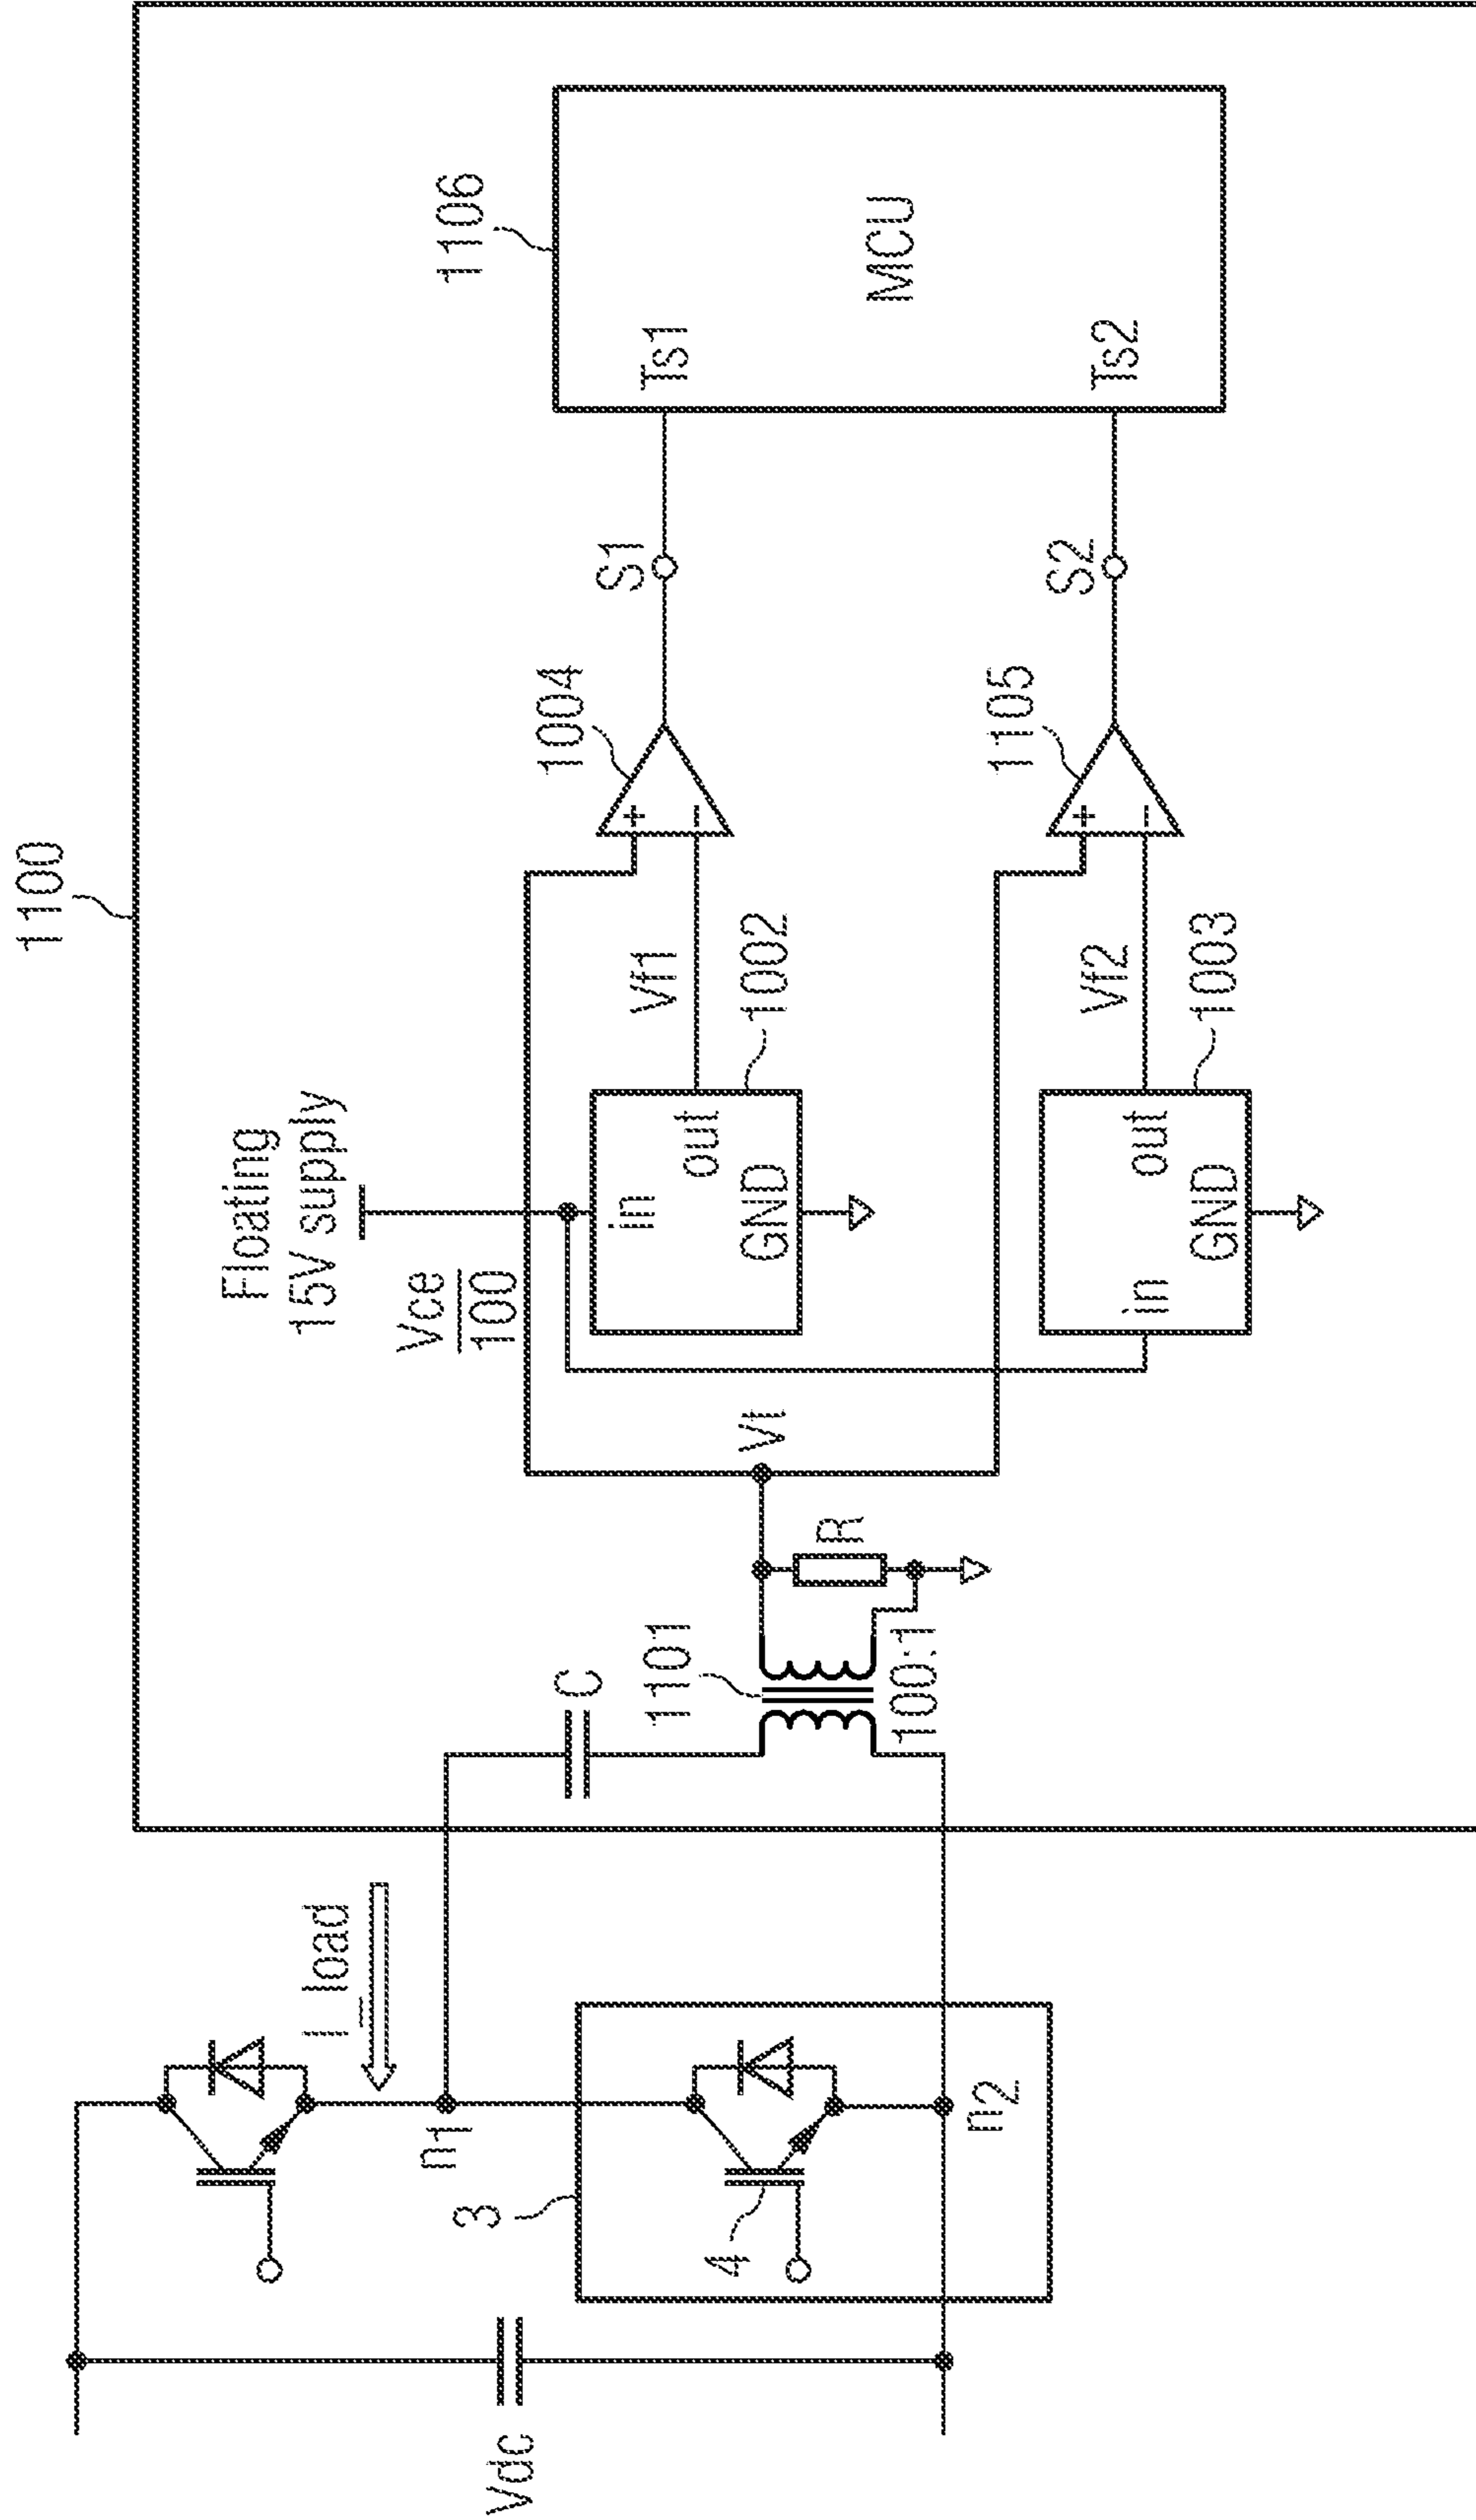 1100
Vdc
I_load
n1
3
4
n2
C
1101
100:1
R
Vt
Vce
100
Floating
15V supply
in
out
GND
1002
Vf1
in
out
GND
1003
Vf2
+
−
1004
+
−
1105
S1
S2
1106
Ts1
Ts2
MCU